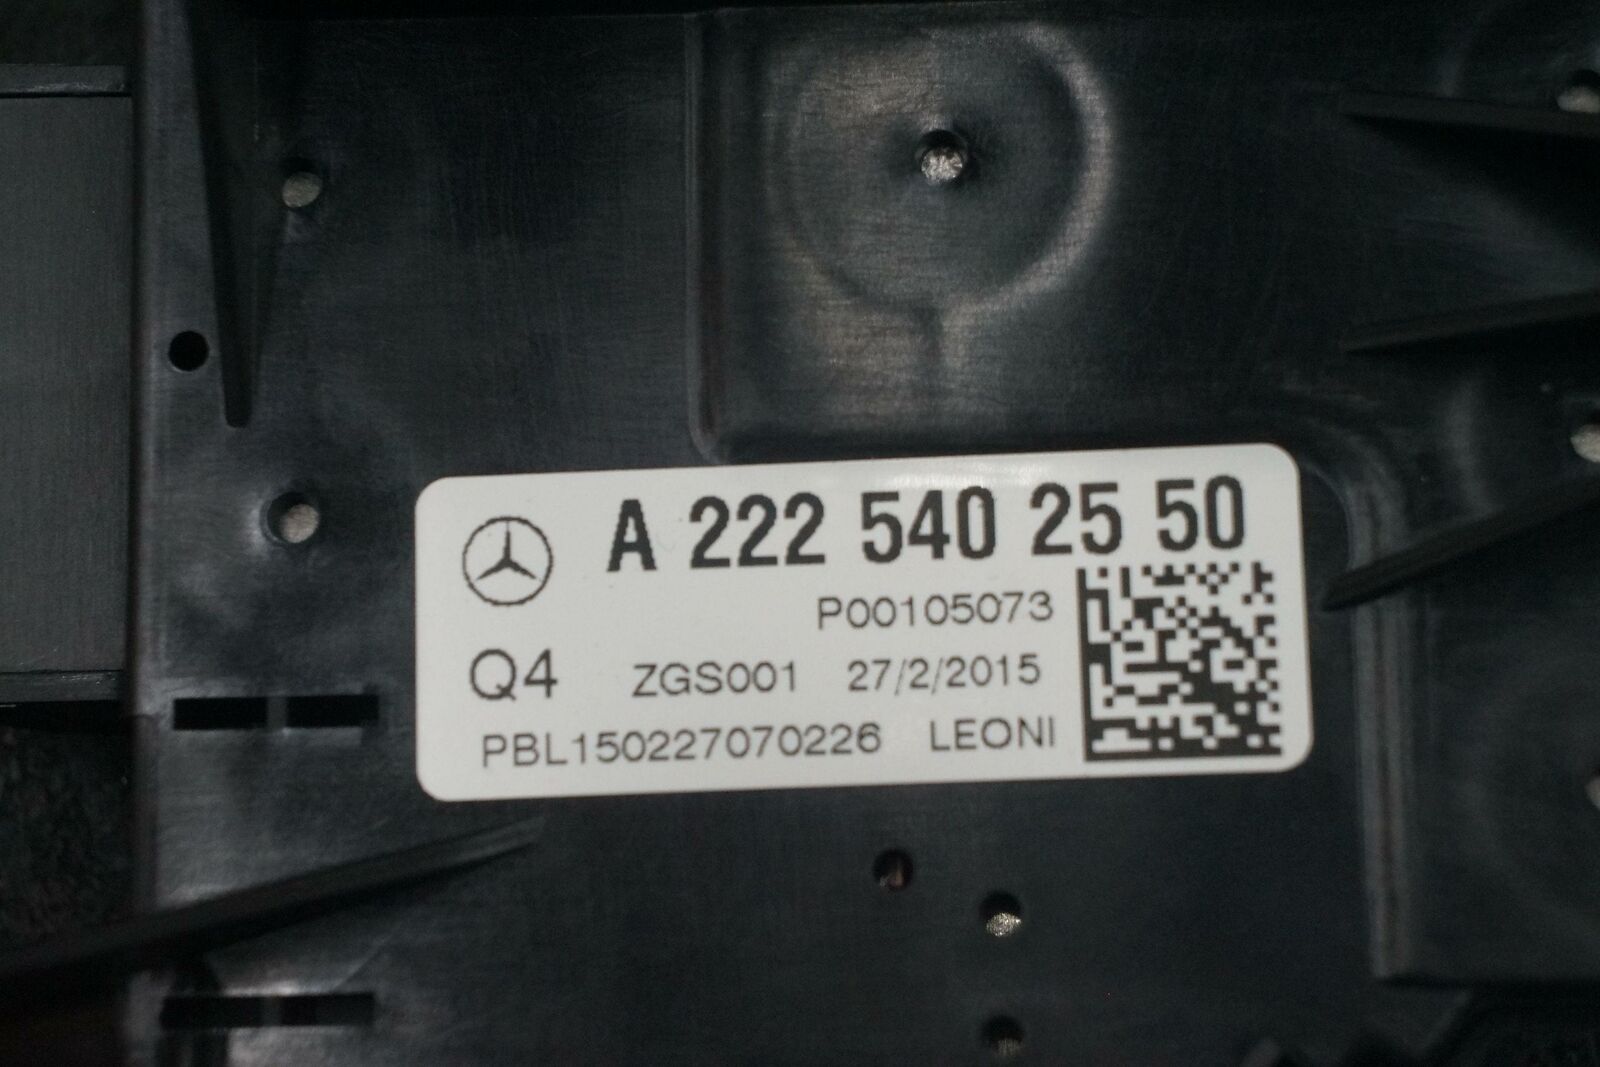 A 222 540 25 50
P00105073
Q4 ZGS001 27/2/2015
PBL150227070226 LEONI